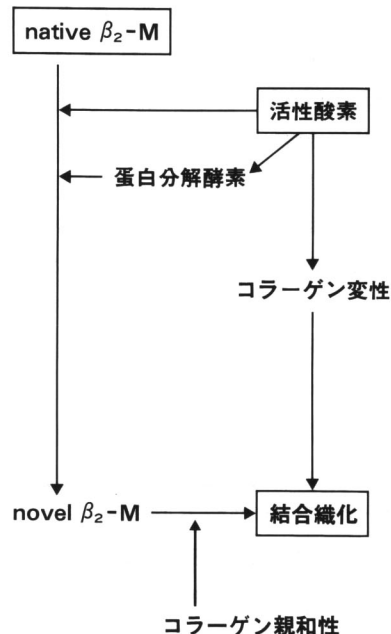 native β₂-M
活性酸素
蛋白分解酵素
コラーゲン変性
novel β₂-M
結合織化
コラーゲン親和性